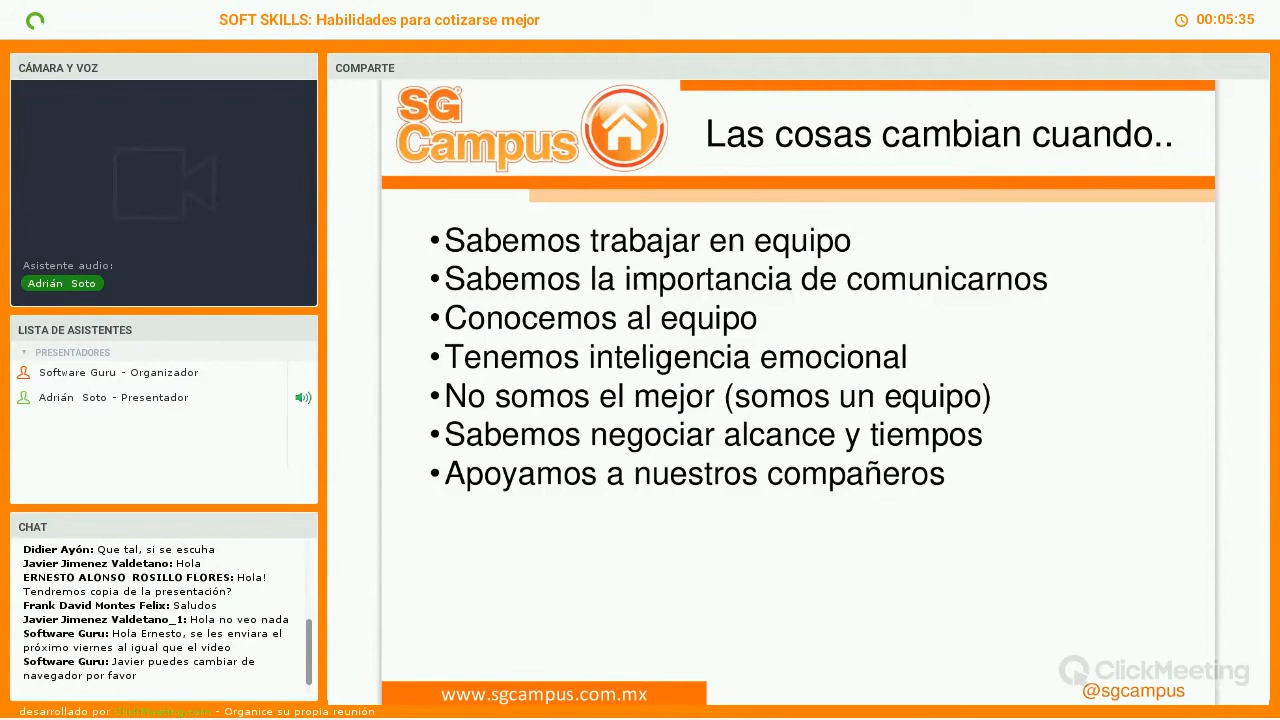 SOFT SKILLS: Habilidades para cotizarse mejor
00:05:35
CÁMARA Y VOZ
Asistente audio:
Adrián Soto
LISTA DE ASISTENTES
PRESENTADORES
Software Guru - Organizador
Adrián Soto - Presentador
CHAT
Didier Ayón: Que tal, si se escuha
Javier Jimenez Valdetano: Hola
ERNESTO ALONSO ROSILLO FLORES: Hola!
Tendremos copia de la presentación?
Frank David Montes Felix: Saludos
Javier Jimenez Valdetano_1: Hola no veo nada
Software Guru: Hola Ernesto, se les enviara el
próximo viernes al igual que el video
Software Guru: Javier puedes cambiar de
navegador por favor
COMPARTE
SG
Campus
Las cosas cambian cuando..
•Sabemos trabajar en equipo
•Sabemos la importancia de comunicarnos
•Conocemos al equipo
•Tenemos inteligencia emocional
•No somos el mejor (somos un equipo)
•Sabemos negociar alcance y tiempos
•Apoyamos a nuestros compañeros
ClickMeeting
www.sgcampus.com.mx
@sgcampus
desarrollado por - Organice su propia reunión